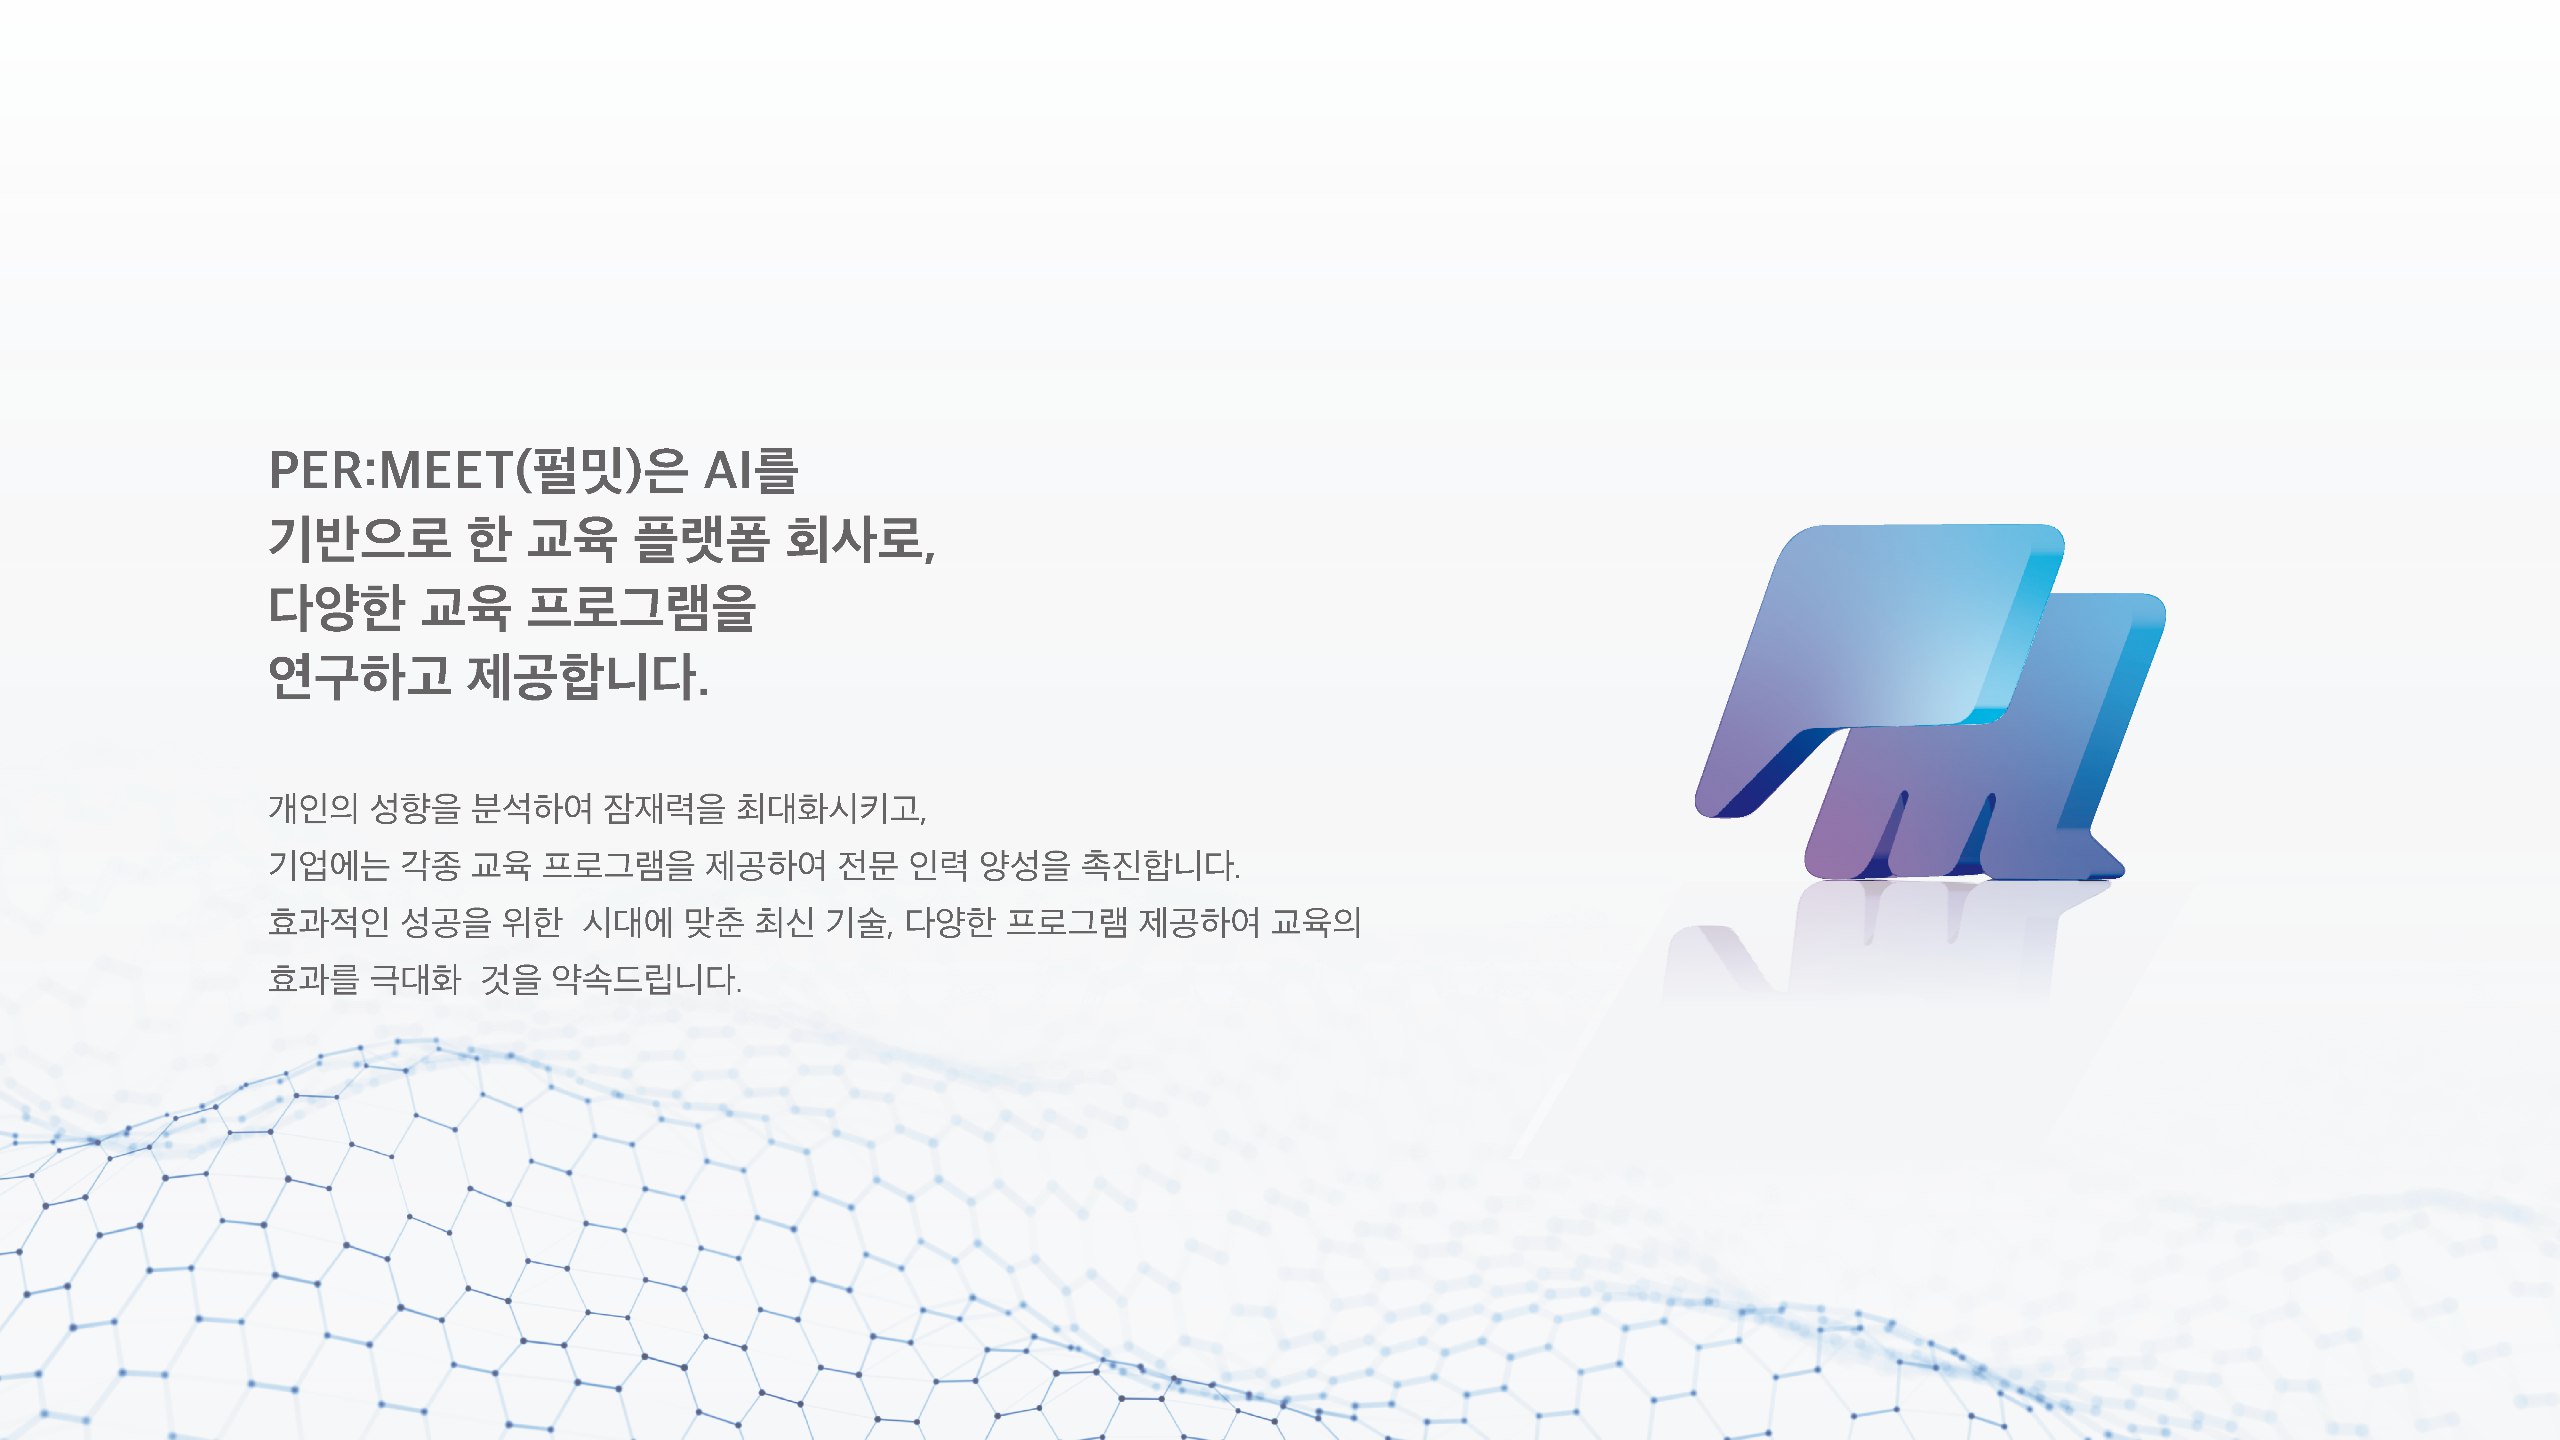 PER:MEET(펄밋)은 AI를
기반으로 한 교육 플랫폼 회사로,
다양한 교육 프로그램을
연구하고 제공합니다.
개인의 성향을 분석하여 잠재력을 최대화시키고,
기업에는 각종 교육 프로그램을 제공하여 전문 인력 양성을 촉진합니다.
효과적인 성공을 위한  시대에 맞춘 최신 기술, 다양한 프로그램 제공하여 교육의
효과를 극대화  것을 약속드립니다.